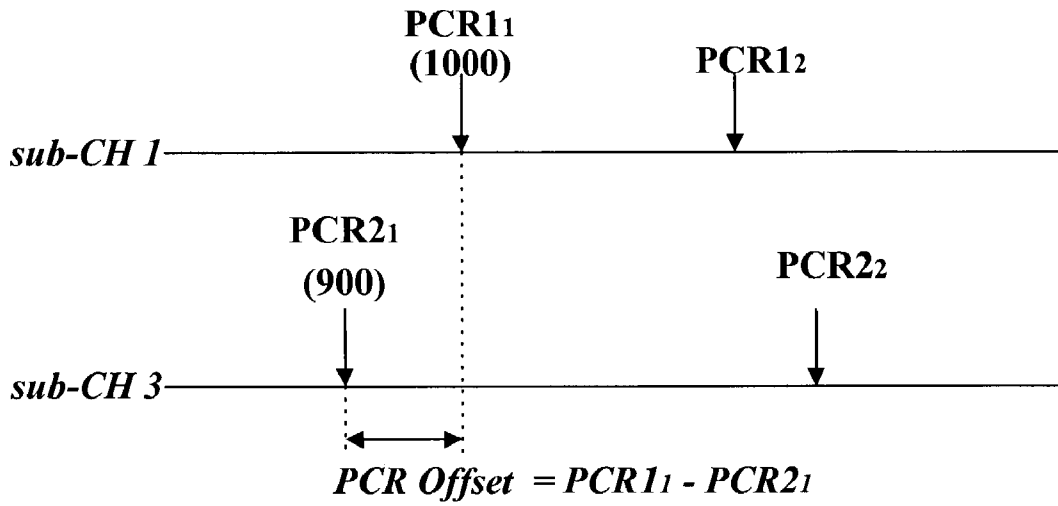 PCR1₁
(1000)
PCR1₂
sub-CH 1
PCR2₁
(900)
PCR2₂
sub-CH 3
PCR Offset = PCR1₁ - PCR2₁